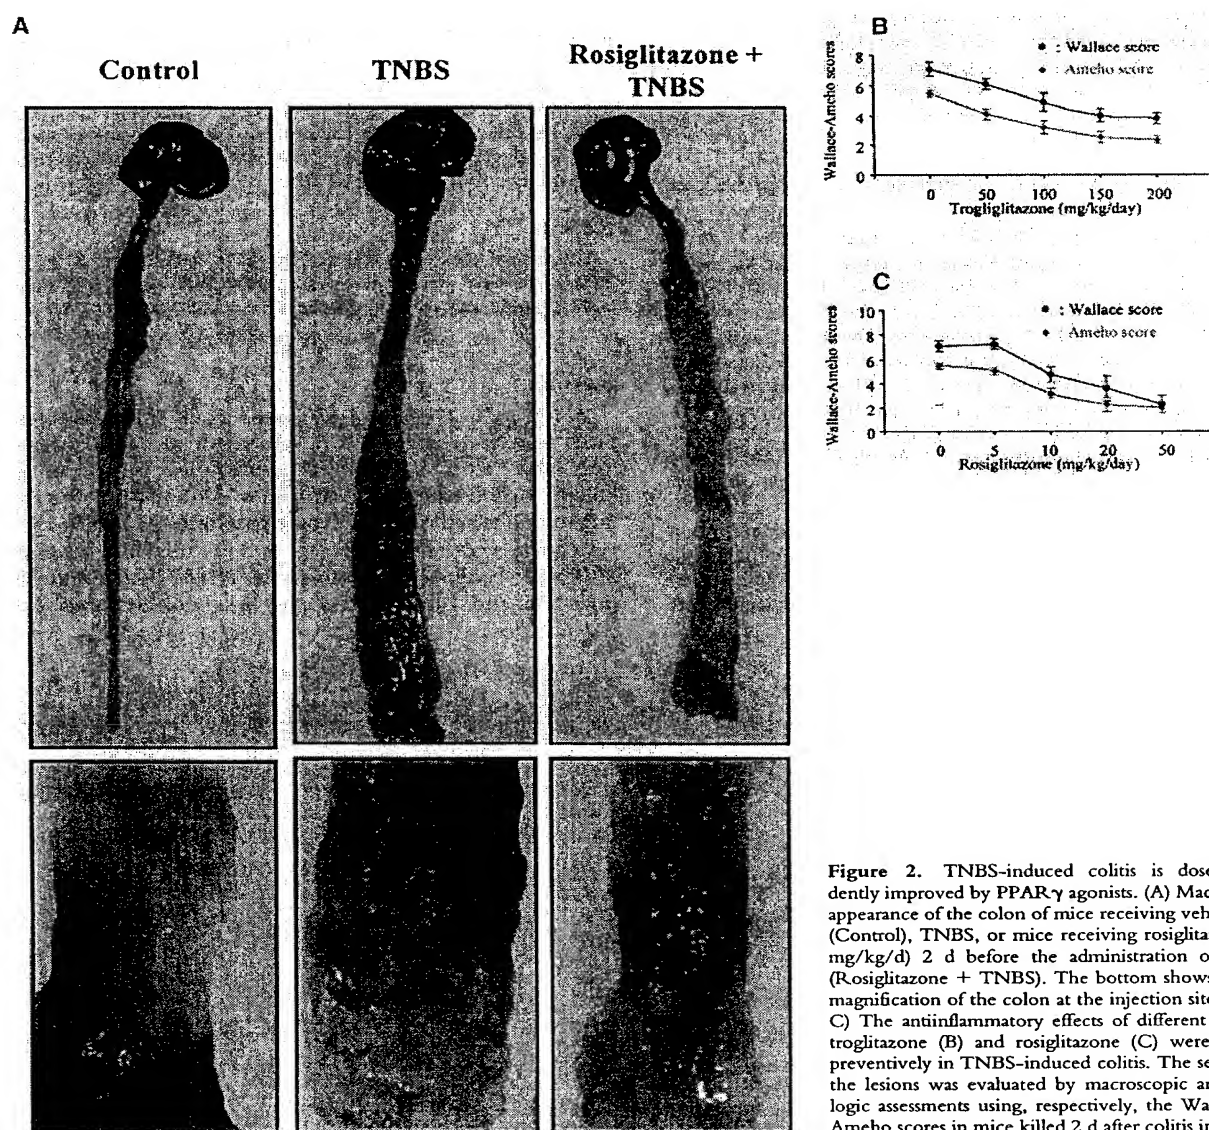 A
Control
TNBS
Rosiglitazone +
TNBS
B
: Wallace score
: Ameho score
Wallace-Ameho scores
8
6
4
2
0
0 50 100 150 200
Trogliglitazone (mg/kg/day)
C
: Wallace score
: Ameho score
Wallace-Ameho scores
10
8
6
4
2
0
0 5 10 20 50
Rosiglitazone (mg/kg/day)
Figure 2. TNBS-induced colitis is dose
dently improved by PPARγ agonists. (A) Mac
appearance of the colon of mice receiving veh
(Control), TNBS, or mice receiving rosiglita
mg/kg/d) 2 d before the administration o
(Rosiglitazone + TNBS). The bottom shows
magnification of the colon at the injection site
C) The antiinflammatory effects of different
troglitazone (B) and rosiglitazone (C) were
preventively in TNBS-induced colitis. The se
the lesions was evaluated by macroscopic an
logic assessments using, respectively, the Wa
Ameho scores in mice killed 2 d after colitis in